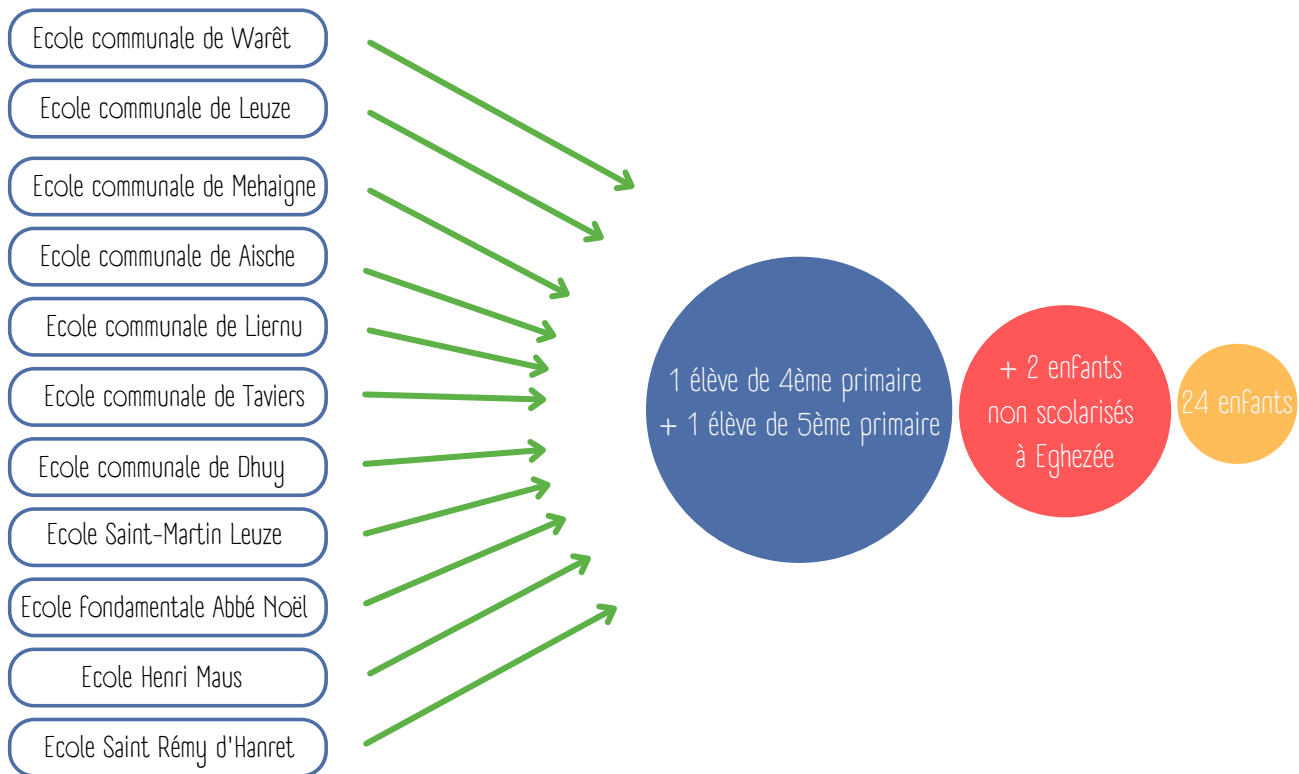 Ecole communale de Warêt
Ecole communale de Leuze
Ecole communale de Mehaigne
Ecole communale de Aische
Ecole communale de Liernu
Ecole communale de Taviers
Ecole communale de Dhuy
Ecole Saint-Martin Leuze
Ecole fondamentale Abbé Noël
Ecole Henri Maus
Ecole Saint Rémy d'Hanret
1 élève de 4ème primaire
+ 1 élève de 5ème primaire
+ 2 enfants
non scolarisés
à Eghezée
24 enfants